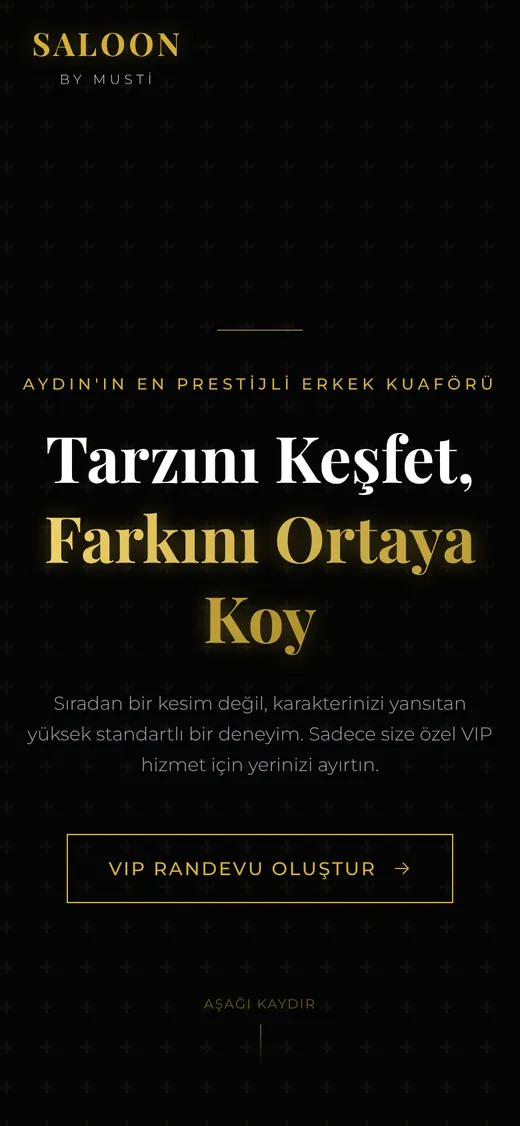 SALOON
BY MUSTİ
AYDIN'IN EN PRESTİJLİ ERKEK KUAFÖRÜ
Tarzını Keşfet,
Farkını Ortaya
Koy
Sıradan bir kesim değil, karakterinizi yansıtan
yüksek standartlı bir deneyim. Sadece size özel VIP
hizmet için yerinizi ayırtın.
VIP RANDEVU OLUŞTUR →
AŞAĞI KAYDIR